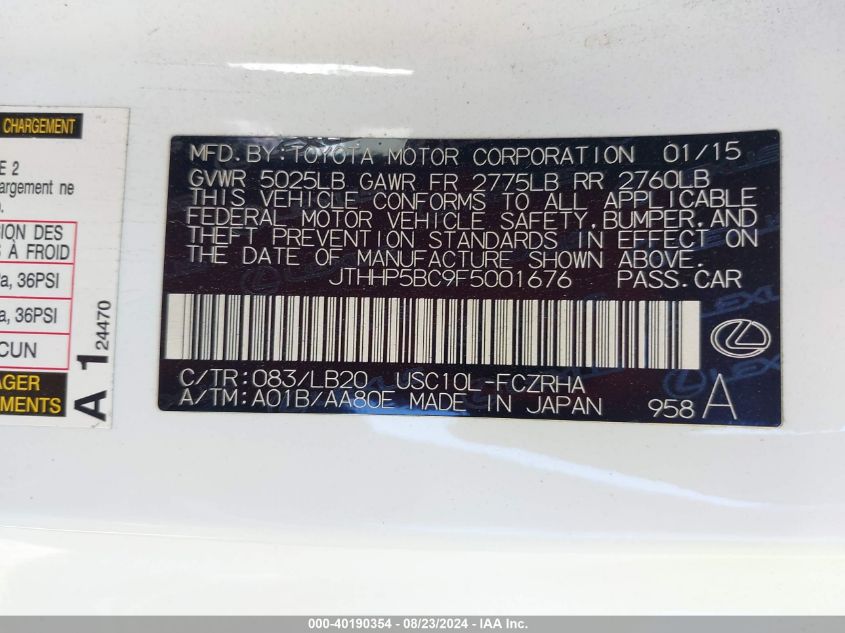 CHARGEMENT
E 2
argement ne
SION DES
S À FROID
Pa, 36PSI
a, 36PSI
CUN
AGER
EMENTS
A 1 24470
MFD.BY:TOYOTA MOTOR CORPORATION 01/15
GVWR 5025LB GAWR FR 2775LB RR 2760LB
THIS VEHICLE CONFORMS TO ALL APPLICABLE
FEDERAL MOTOR VEHICLE SAFETY,BUMPER,AND
THEFT PREVENTION STANDARDS IN EFFECT ON
THE DATE OF MANUFACTURE SHOWN ABOVE.
JTHHP5BC9F5001676 PASS.CAR
C/TR:083/LB20 USC10L-FCZRHA
A/TM:A01B/AA80E MADE IN JAPAN 958 A
LEXUS
000-40190354 / 08/23/2024 - © IAA Inc.